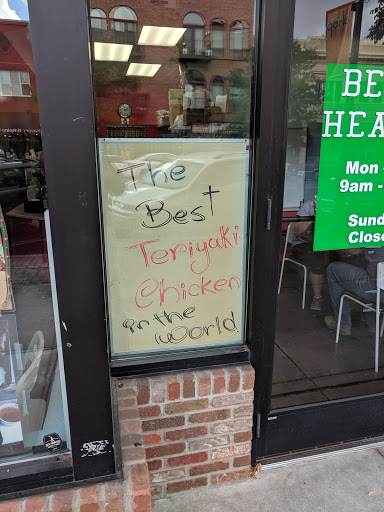 The
Best
Teriyaki
Chicken
in the
World
BE
HEA
Mon
9am -
Sund
Close